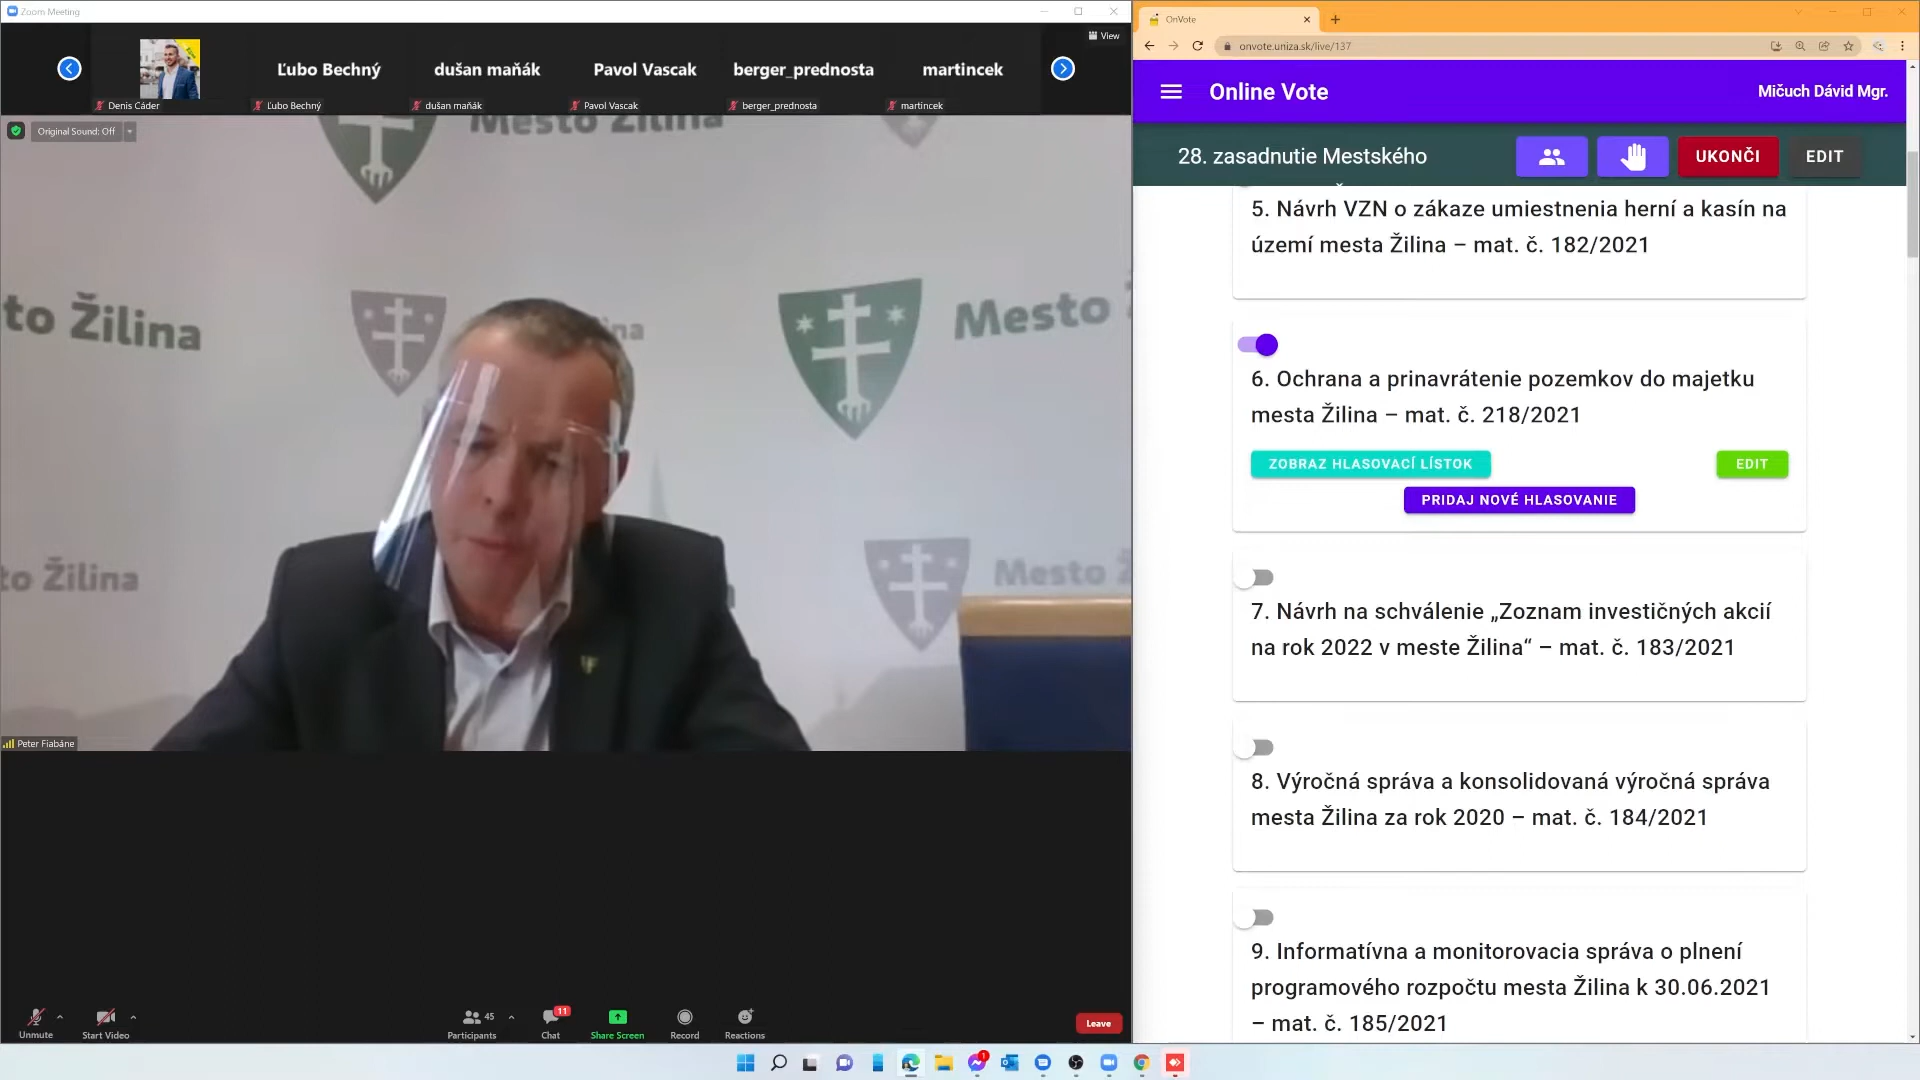 Zoom Meeting
View
Ľubo Bechný
dušan maňák
Pavol Vascak
berger_prednosta
martincek
Denis Cáder
Ľubo Bechný
dušan maňák
Pavol Vascak
berger_prednosta
martincek
Original Sound: Off
Mesto Žilina
to Žilina
Mesto
to Žilina
Mesto Ž
Peter Fiabáne
Unmute
Start Video
45
Participants
11
Chat
Share Screen
Record
Reactions
Leave
OnVote
onvote.uniza.sk/live/137
Online Vote
Mičuch Dávid Mgr.
28. zasadnutie Mestského
UKONČI
EDIT
5. Návrh VZN o zákaze umiestnenia herní a kasín na
území mesta Žilina – mat. č. 182/2021
6. Ochrana a prinavrátenie pozemkov do majetku
mesta Žilina – mat. č. 218/2021
ZOBRAZ HLASOVACÍ LÍSTOK
EDIT
PRIDAJ NOVÉ HLASOVANIE
7. Návrh na schválenie „Zoznam investičných akcií
na rok 2022 v meste Žilina“ – mat. č. 183/2021
8. Výročná správa a konsolidovaná výročná správa
mesta Žilina za rok 2020 – mat. č. 184/2021
9. Informatívna a monitorovacia správa o plnení
programového rozpočtu mesta Žilina k 30.06.2021
– mat. č. 185/2021
1